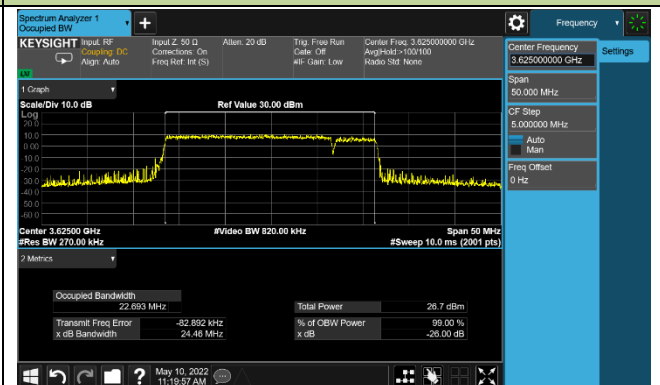 Spectrum Analyzer 1
Occupied BW
+
Frequency
KEYSIGHT
Input: RF
Coupling: DC
Align: Auto
Input Z: 50 Ω
Corrections: On
Freq Ref: Int (S)
Atten: 20 dB
Trig: Free Run
Gate: Off
#IF Gain: Low
Center Freq: 3.625000000 GHz
Avg|Hold:>100/100
Radio Std: None
Center Frequency
3.625000000 GHz
Settings
Span
50.000 MHz
CF Step
5.000000 MHz
Auto
Man
Freq Offset
0 Hz
1 Graph
Scale/Div 10.0 dB
Ref Value 30.00 dBm
Log
20.0
10.0
0.00
-10.0
-20.0
-30.0
-40.0
-50.0
-60.0
Center 3.62500 GHz
#Video BW 820.00 kHz
Span 50 MHz
#Res BW 270.00 kHz
#Sweep 10.0 ms (2001 pts)
2 Metrics
Occupied Bandwidth
22.693 MHz
Total Power
26.7 dBm
Transmit Freq Error
-82.892 kHz
% of OBW Power
99.00 %
x dB Bandwidth
24.46 MHz
x dB
-26.00 dB
?
May 10, 2022
11:19:57 AM